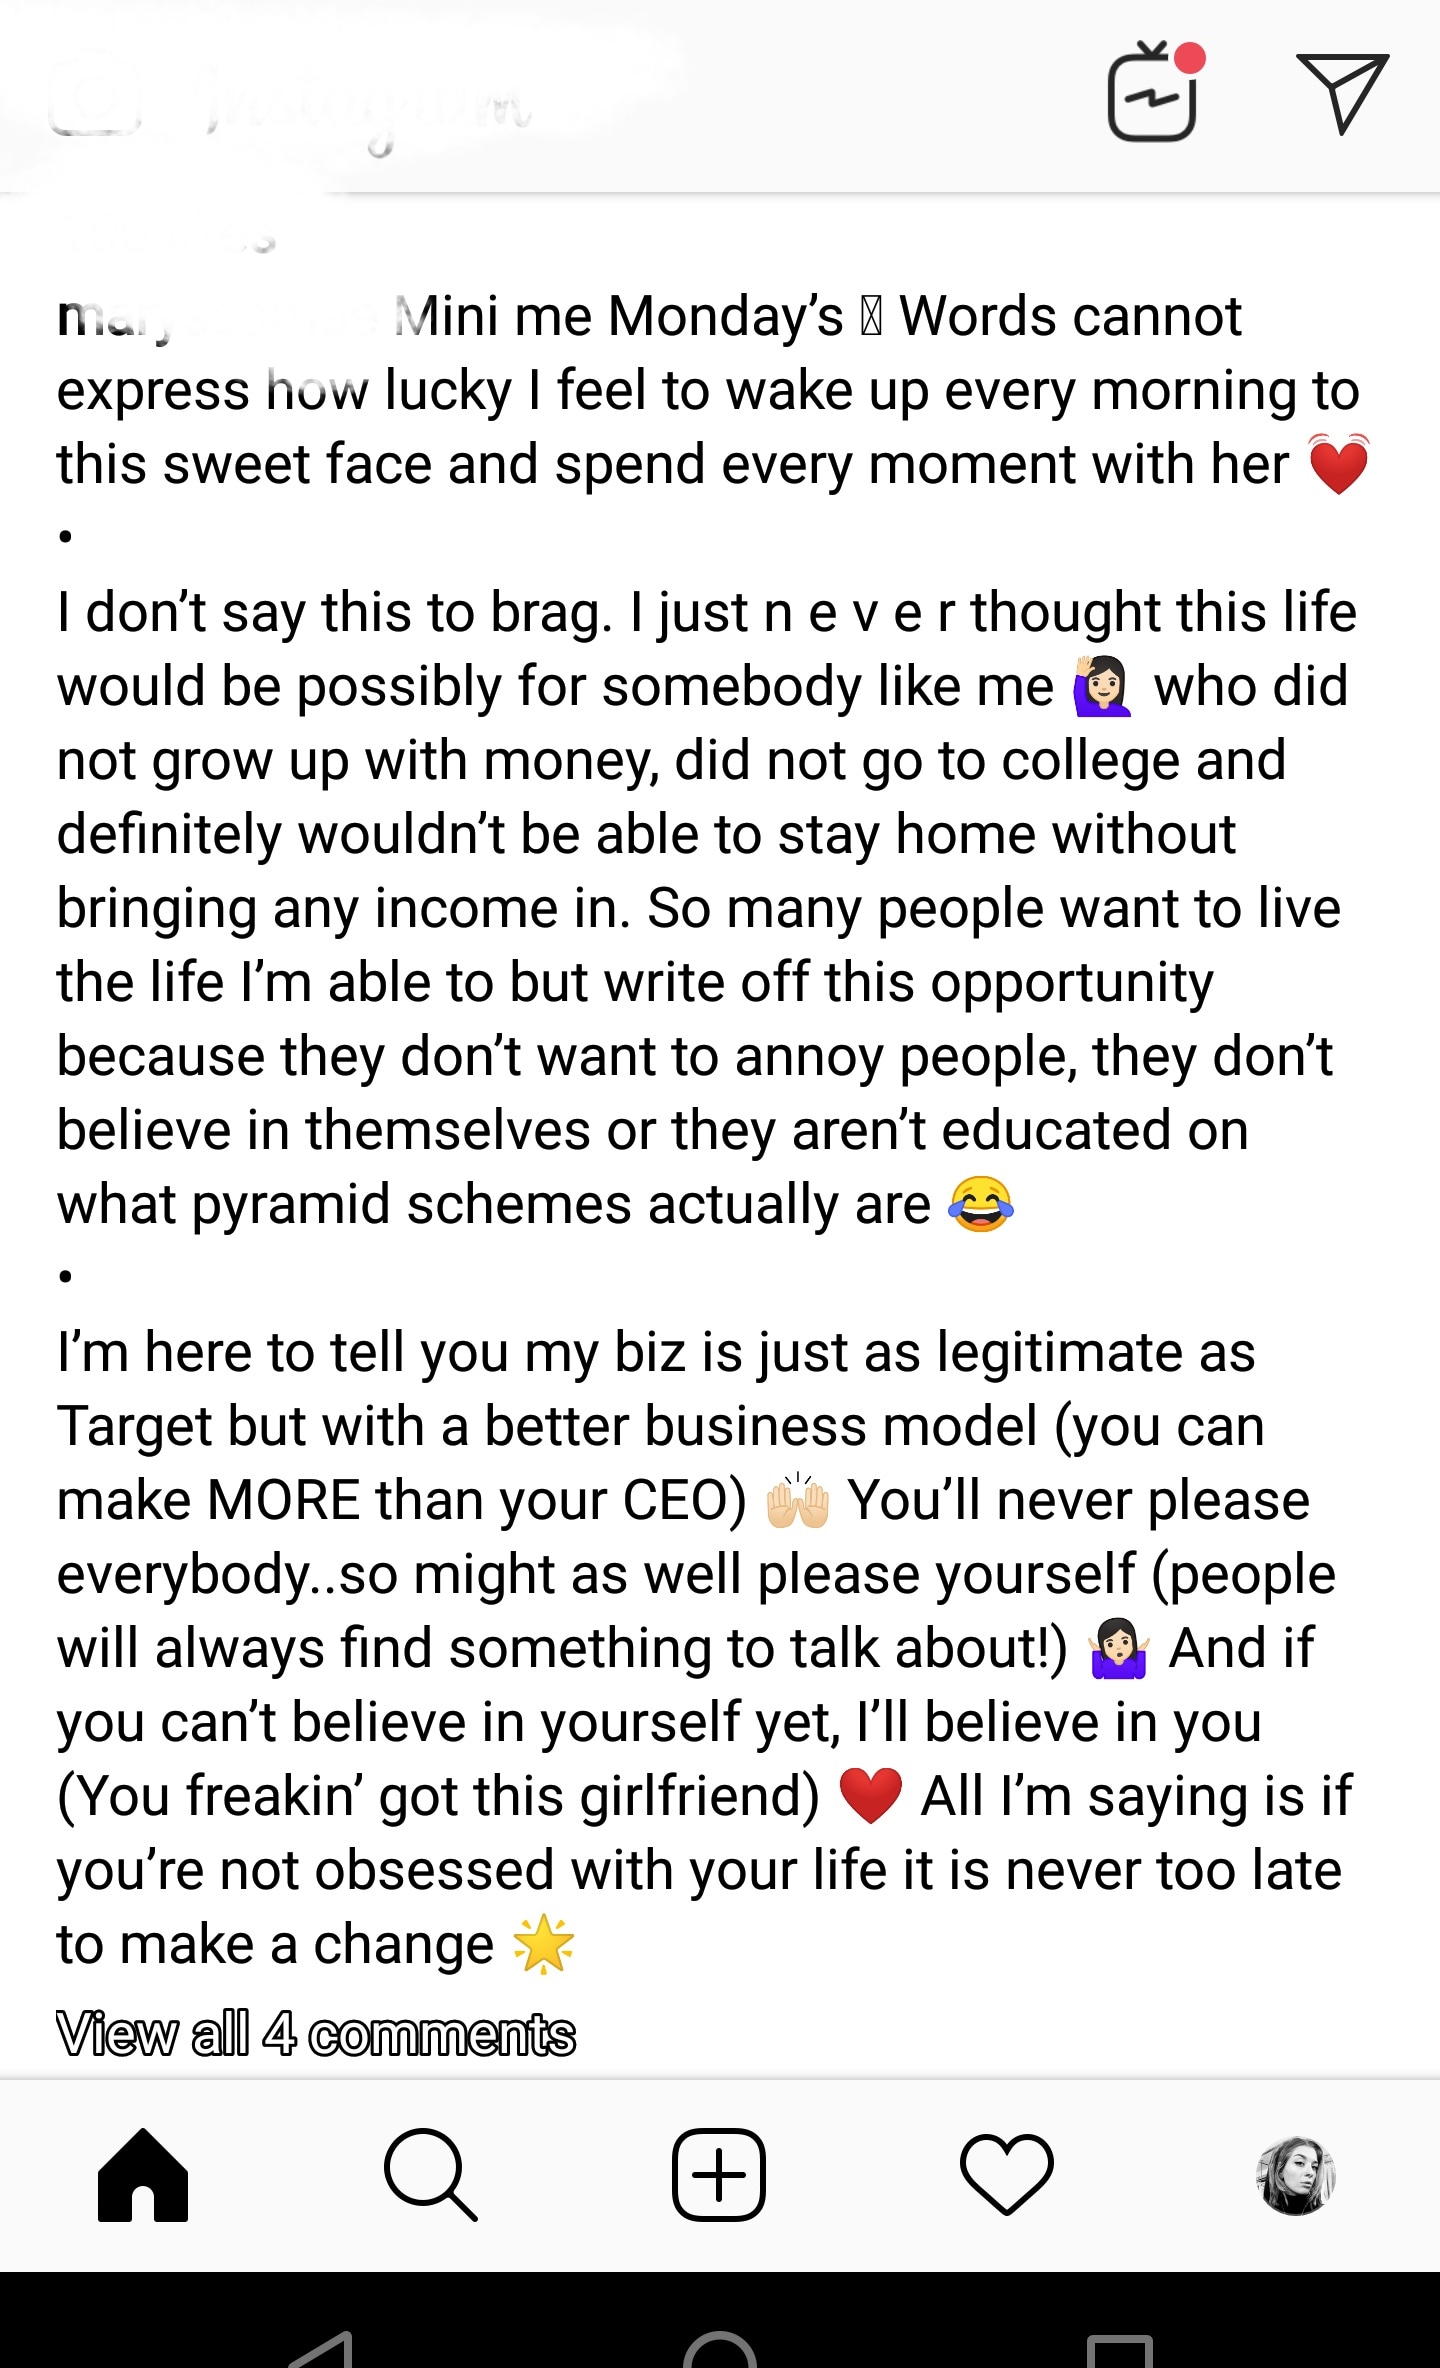 Mini me Monday’s Words cannot
express how lucky I feel to wake up every morning to
this sweet face and spend every moment with her 💓
•
I don’t say this to brag. I just n e v e r thought this life
would be possibly for somebody like me 🙋🏻‍♀️ who did
not grow up with money, did not go to college and
definitely wouldn’t be able to stay home without
bringing any income in. So many people want to live
the life I’m able to but write off this opportunity
because they don’t want to annoy people, they don’t
believe in themselves or they aren’t educated on
what pyramid schemes actually are 😂
•
I’m here to tell you my biz is just as legitimate as
Target but with a better business model (you can
make MORE than your CEO) 🙌🏻 You’ll never please
everybody..so might as well please yourself (people
will always find something to talk about!) 🤷🏻‍♀️ And if
you can’t believe in yourself yet, I’ll believe in you
(You freakin’ got this girlfriend) ❤️ All I’m saying is if
you’re not obsessed with your life it is never too late
to make a change 🌟
View all 4 comments